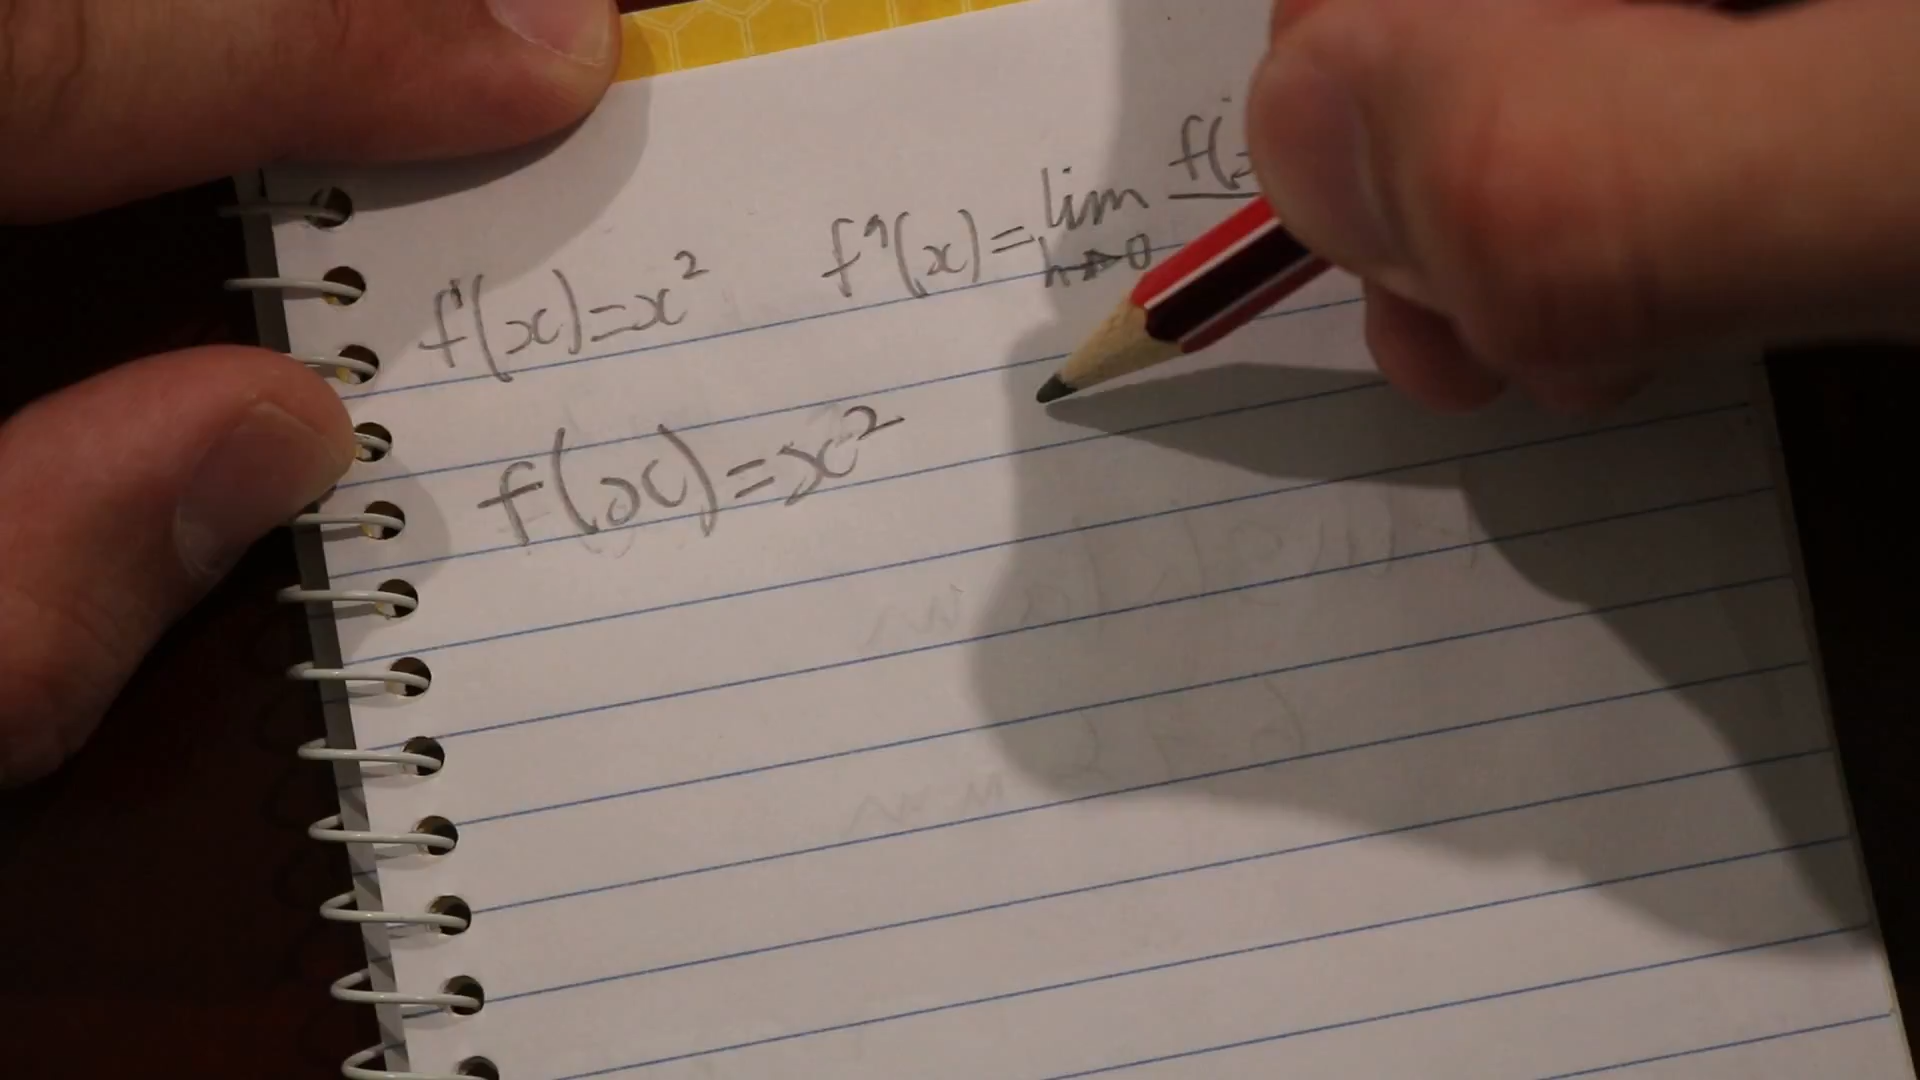 f'(x)=x² f"(x)=lim h→0 f(x
f(x)=x²